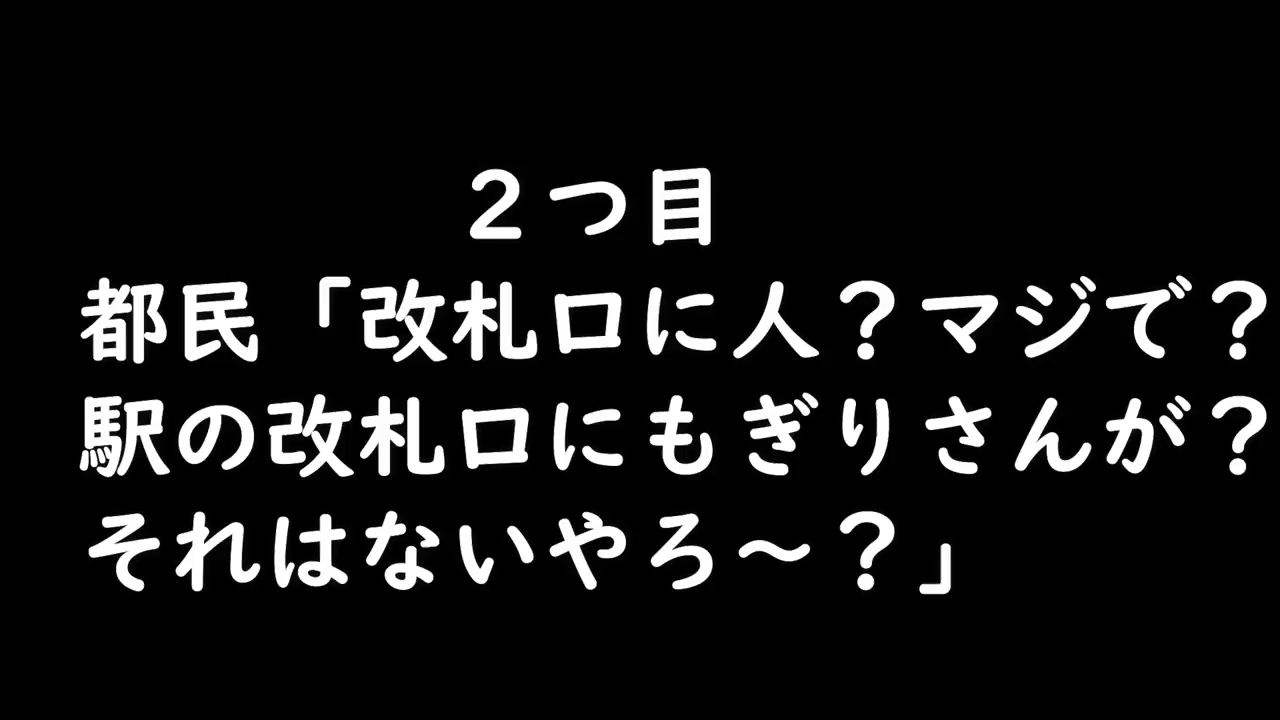 ２つ目
都民「改札口に人？マジで？
駅の改札口にもぎりさんが？
それはないやろ～？」